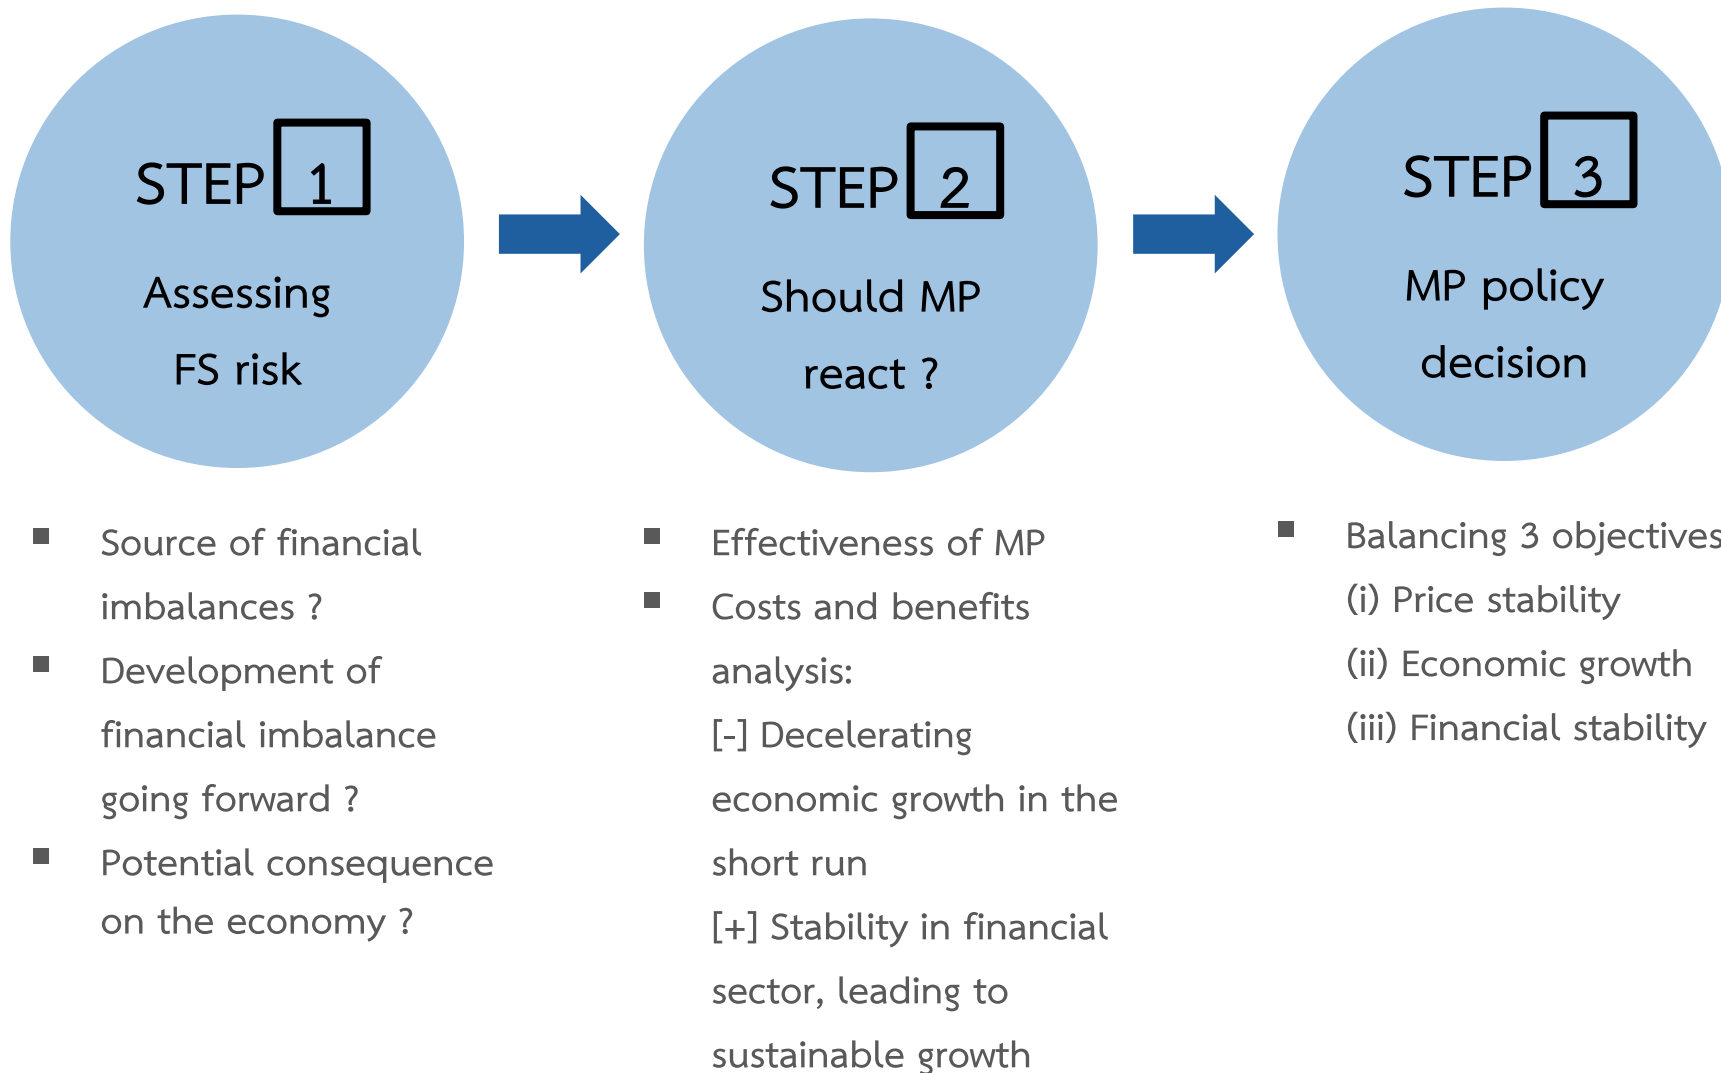 STEP 1
Assessing
FS risk
▪ Source of financial
imbalances ?
▪ Development of
financial imbalance
going forward ?
▪ Potential consequence
on the economy ?
STEP 2
Should MP
react ?
▪ Effectiveness of MP
▪ Costs and benefits
analysis:
[-] Decelerating
economic growth in the
short run
[+] Stability in financial
sector, leading to
sustainable growth
STEP 3
MP policy
decision
▪ Balancing 3 objectives
(i) Price stability
(ii) Economic growth
(iii) Financial stability